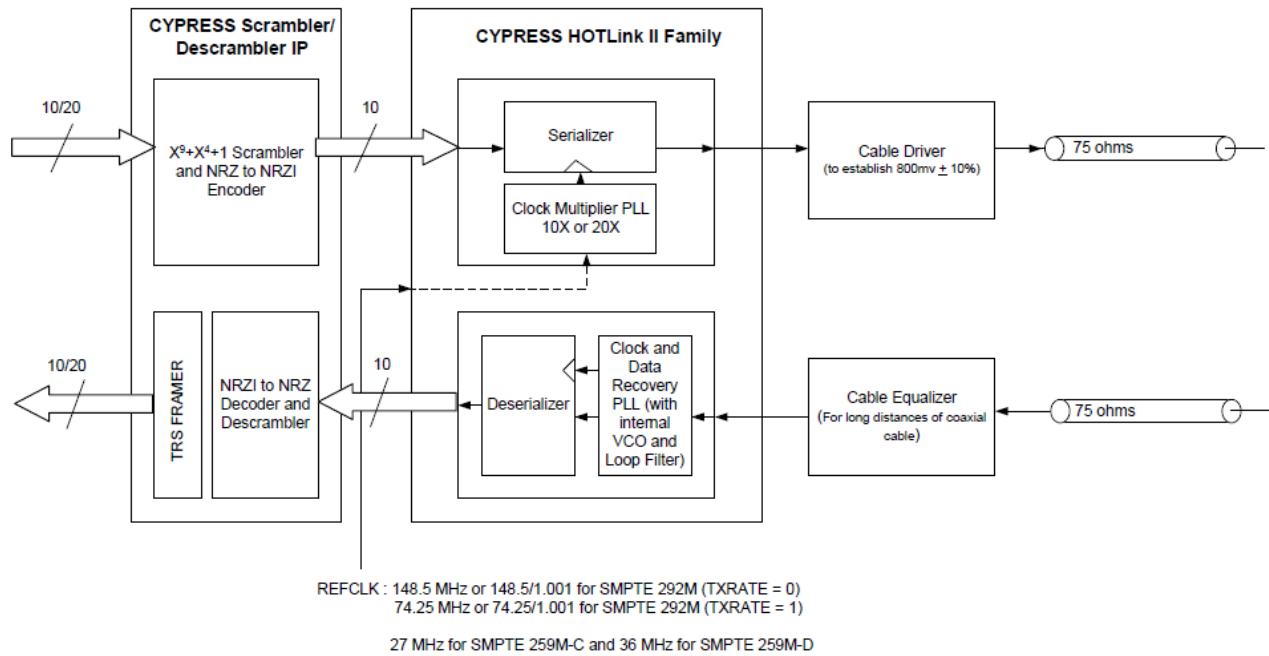 CYPRESS Scrambler/
Descrambler IP
CYPRESS HOTLink II Family
10/20
X⁹+X⁴+1 Scrambler
and NRZ to NRZI
Encoder
10
Serializer
Clock Multiplier PLL
10X or 20X
Cable Driver
(to establish 800mv ± 10%)
75 ohms
10/20
TRS FRAMER
NRZI to NRZ
Decoder and
Descrambler
10
Deserializer
Clock and
Data
Recovery
PLL (with
internal
VCO and
Loop Filter)
Cable Equalizer
(For long distances of coaxial
cable)
75 ohms
REFCLK : 148.5 MHz or 148.5/1.001 for SMPTE 292M (TXRATE = 0)
74.25 MHz or 74.25/1.001 for SMPTE 292M (TXRATE = 1)
27 MHz for SMPTE 259M-C and 36 MHz for SMPTE 259M-D